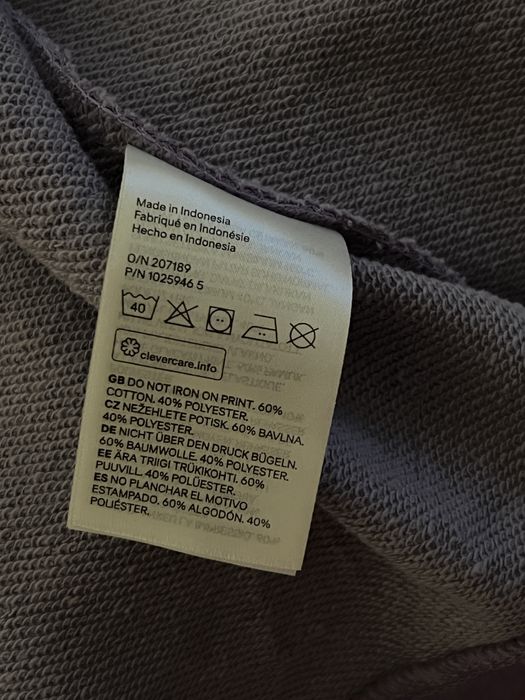 Made in Indonesia
Fabriqué en Indonésie
Hecho en Indonesia
O/N 207189
P/N 1025946 5
40
clevercare.info
GB DO NOT IRON ON PRINT. 60%
COTTON. 40% POLYESTER.
CZ NEŽEHLETE POTISK. 60% BAVLNA.
40% POLYESTER.
DE NICHT ÜBER DEN DRUCK BÜGELN.
60% BAUMWOLLE. 40% POLYESTER.
EE ÄRA TRIIGI TRÜKIKOHTI. 60%
PUUVILL. 40% POLÜESTER.
ES NO PLANCHAR EL MOTIVO
ESTAMPADO. 60% ALGODÓN. 40%
POLIÉSTER.